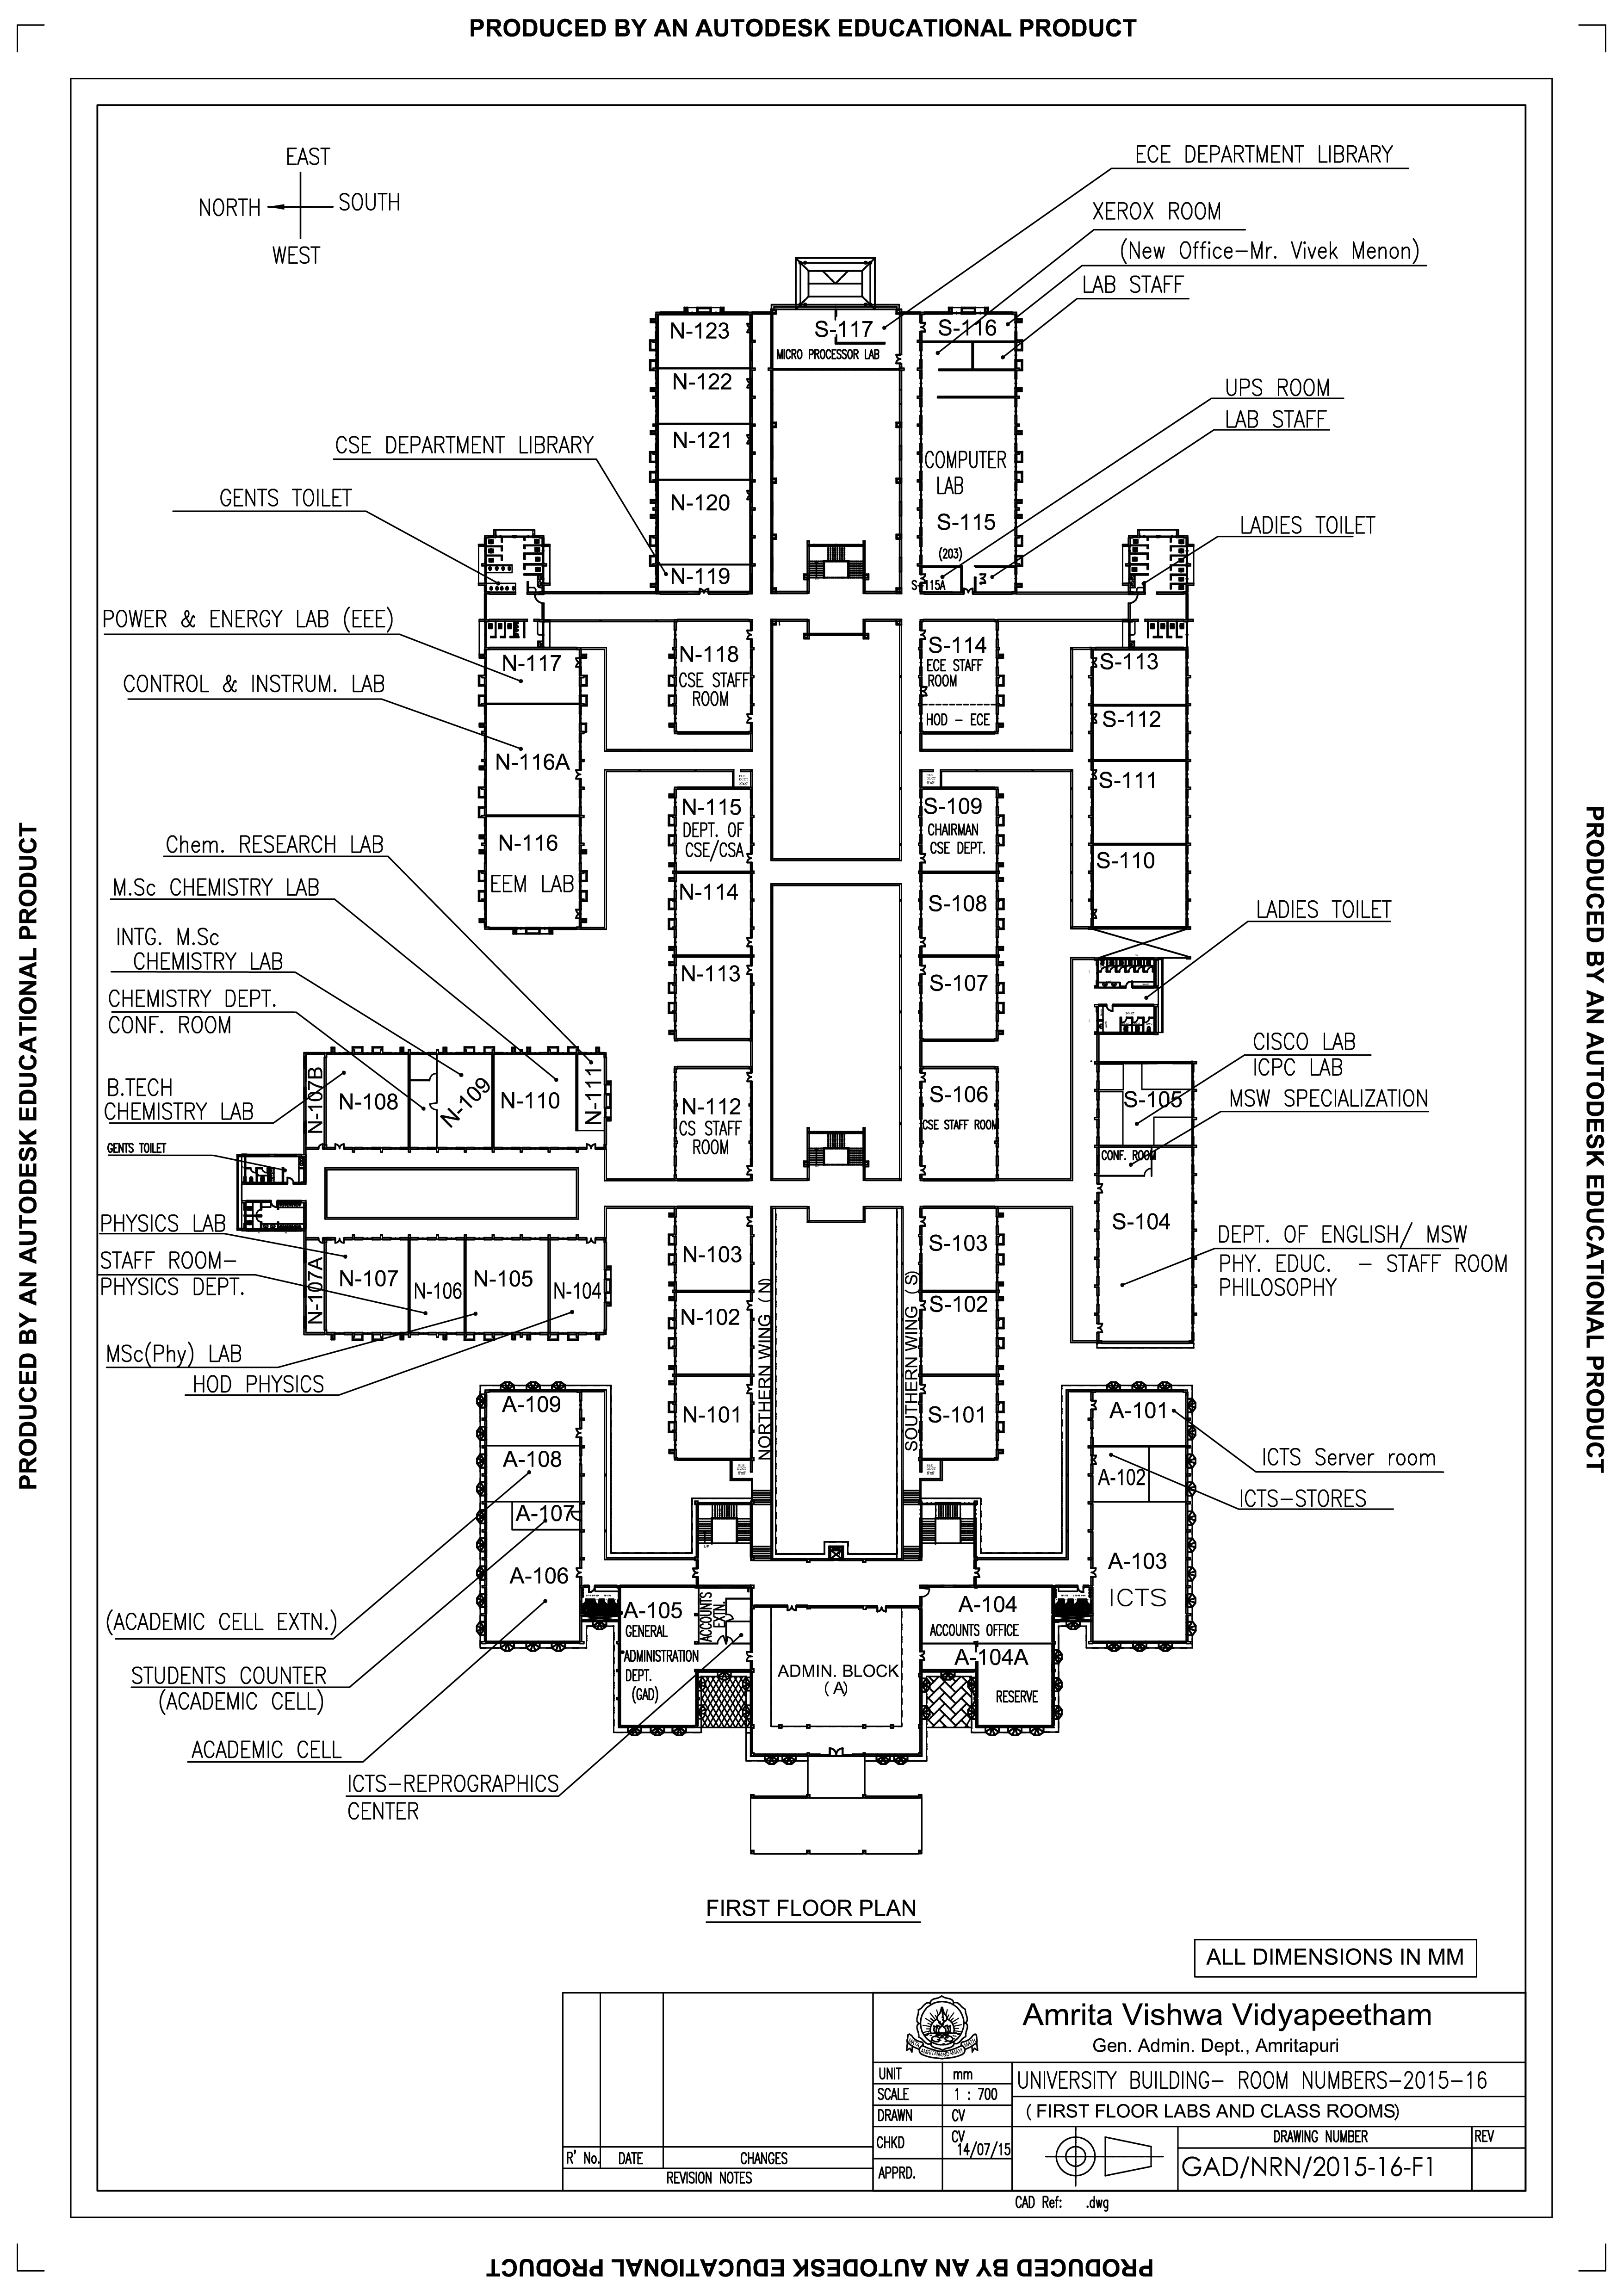 PRODUCED BY AN AUTODESK EDUCATIONAL PRODUCT
EAST
NORTH
SOUTH
WEST
ECE DEPARTMENT LIBRARY
XEROX ROOM
(New Office-Mr. Vivek Menon)
LAB STAFF
N-123
S-117
MICRO PROCESSOR LAB
S-116
N-122
UPS ROOM
LAB STAFF
CSE DEPARTMENT LIBRARY
N-121
COMPUTER
LAB
GENTS TOILET
N-120
S-115
(203)
LADIES TOILET
N-119
S-115A
POWER & ENERGY LAB (EEE)
N-117
N-118
CSE STAFF
ROOM
S-114
ECE STAFF
ROOM
HOD - ECE
S-113
CONTROL & INSTRUM. LAB
S-112
N-116A
S-111
N-115
DEPT. OF
CSE/CSA
S-109
CHAIRMAN
CSE DEPT.
Chem. RESEARCH LAB
N-116
EEM LAB
S-110
M.Sc CHEMISTRY LAB
N-114
S-108
LADIES TOILET
INTG. M.Sc
CHEMISTRY LAB
N-113
S-107
CHEMISTRY DEPT.
CONF. ROOM
CISCO LAB
ICPC LAB
B.TECH
CHEMISTRY LAB
N-107B
N-108
N-109
N-110
N-111
N-112
CS STAFF
ROOM
S-106
CSE STAFF ROOM
S-105
MSW SPECIALIZATION
GENTS TOILET
CONF. ROOM
PHYSICS LAB
S-104
DEPT. OF ENGLISH/ MSW
PHY. EDUC. - STAFF ROOM
PHILOSOPHY
STAFF ROOM-
PHYSICS DEPT.
N-107A
N-107
N-106
N-105
N-104
N-103
S-103
NORTHERN WING (N)
SOUTHERN WING (S)
N-102
S-102
MSc(Phy) LAB
HOD PHYSICS
N-101
S-101
A-109
A-101
A-108
A-102
ICTS Server room
ICTS-STORES
A-107
A-106
A-103
ICTS
(ACADEMIC CELL EXTN.)
A-105
GENERAL
ADMINISTRATION
DEPT.
(GAD)
ACCOUNTS
EXTN.
A-104
ACCOUNTS OFFICE
A-104A
RESERVE
ADMIN. BLOCK
(A)
STUDENTS COUNTER
(ACADEMIC CELL)
ACADEMIC CELL
ICTS-REPROGRAPHICS
CENTER
FIRST FLOOR PLAN
ALL DIMENSIONS IN MM
Amrita Vishwa Vidyapeetham
Gen. Admin. Dept., Amritapuri
UNIT mm
SCALE 1 : 700
DRAWN CV
CHKD CV 14/07/15
APPRD.
UNIVERSITY BUILDING- ROOM NUMBERS-2015-16
( FIRST FLOOR LABS AND CLASS ROOMS)
DRAWING NUMBER
REV
GAD/NRN/2015-16-F1
R' No. DATE CHANGES
REVISION NOTES
CAD Ref: .dwg
PRODUCED BY AN AUTODESK EDUCATIONAL PRODUCT
PRODUCED BY AN AUTODESK EDUCATIONAL PRODUCT
PRODUCED BY AN AUTODESK EDUCATIONAL PRODUCT